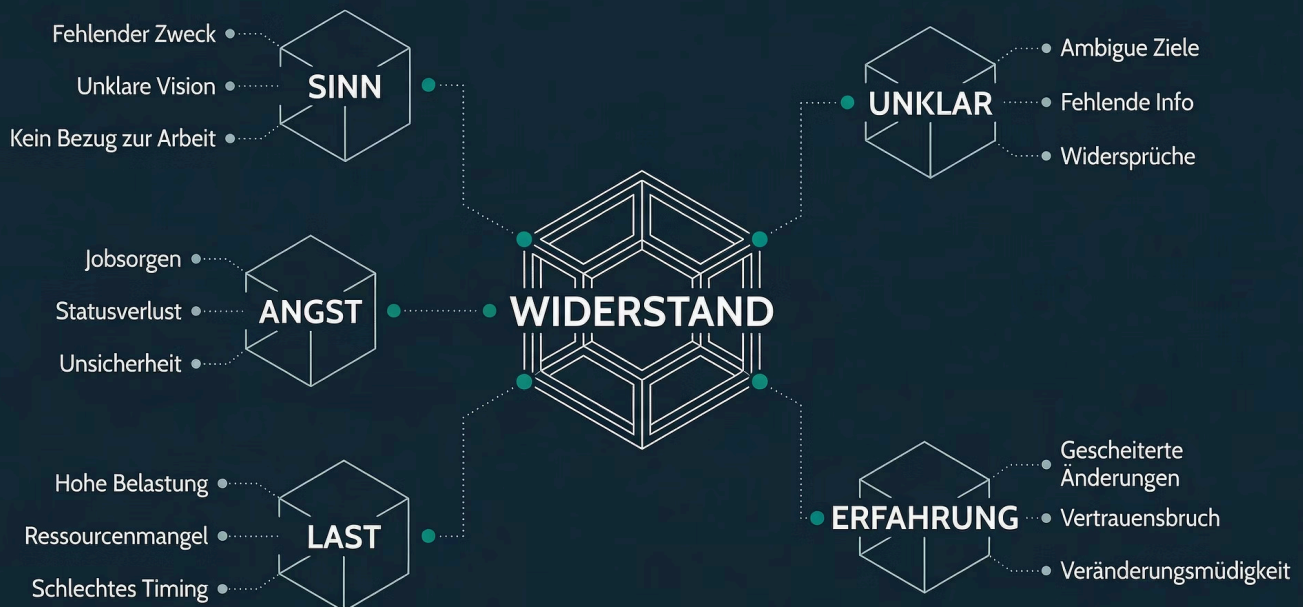 Fehlender Zweck
Unklare Vision
Kein Bezug zur Arbeit
SINN
Jobsorgen
Statusverlust
Unsicherheit
ANGST
Hohe Belastung
Ressourcenmangel
Schlechtes Timing
LAST
WIDERSTAND
UNKLAR
Ambigue Ziele
Fehlende Info
Widersprüche
ERFAHRUNG
Gescheiterte
Änderungen
Vertrauensbruch
Veränderungsmüdigkeit